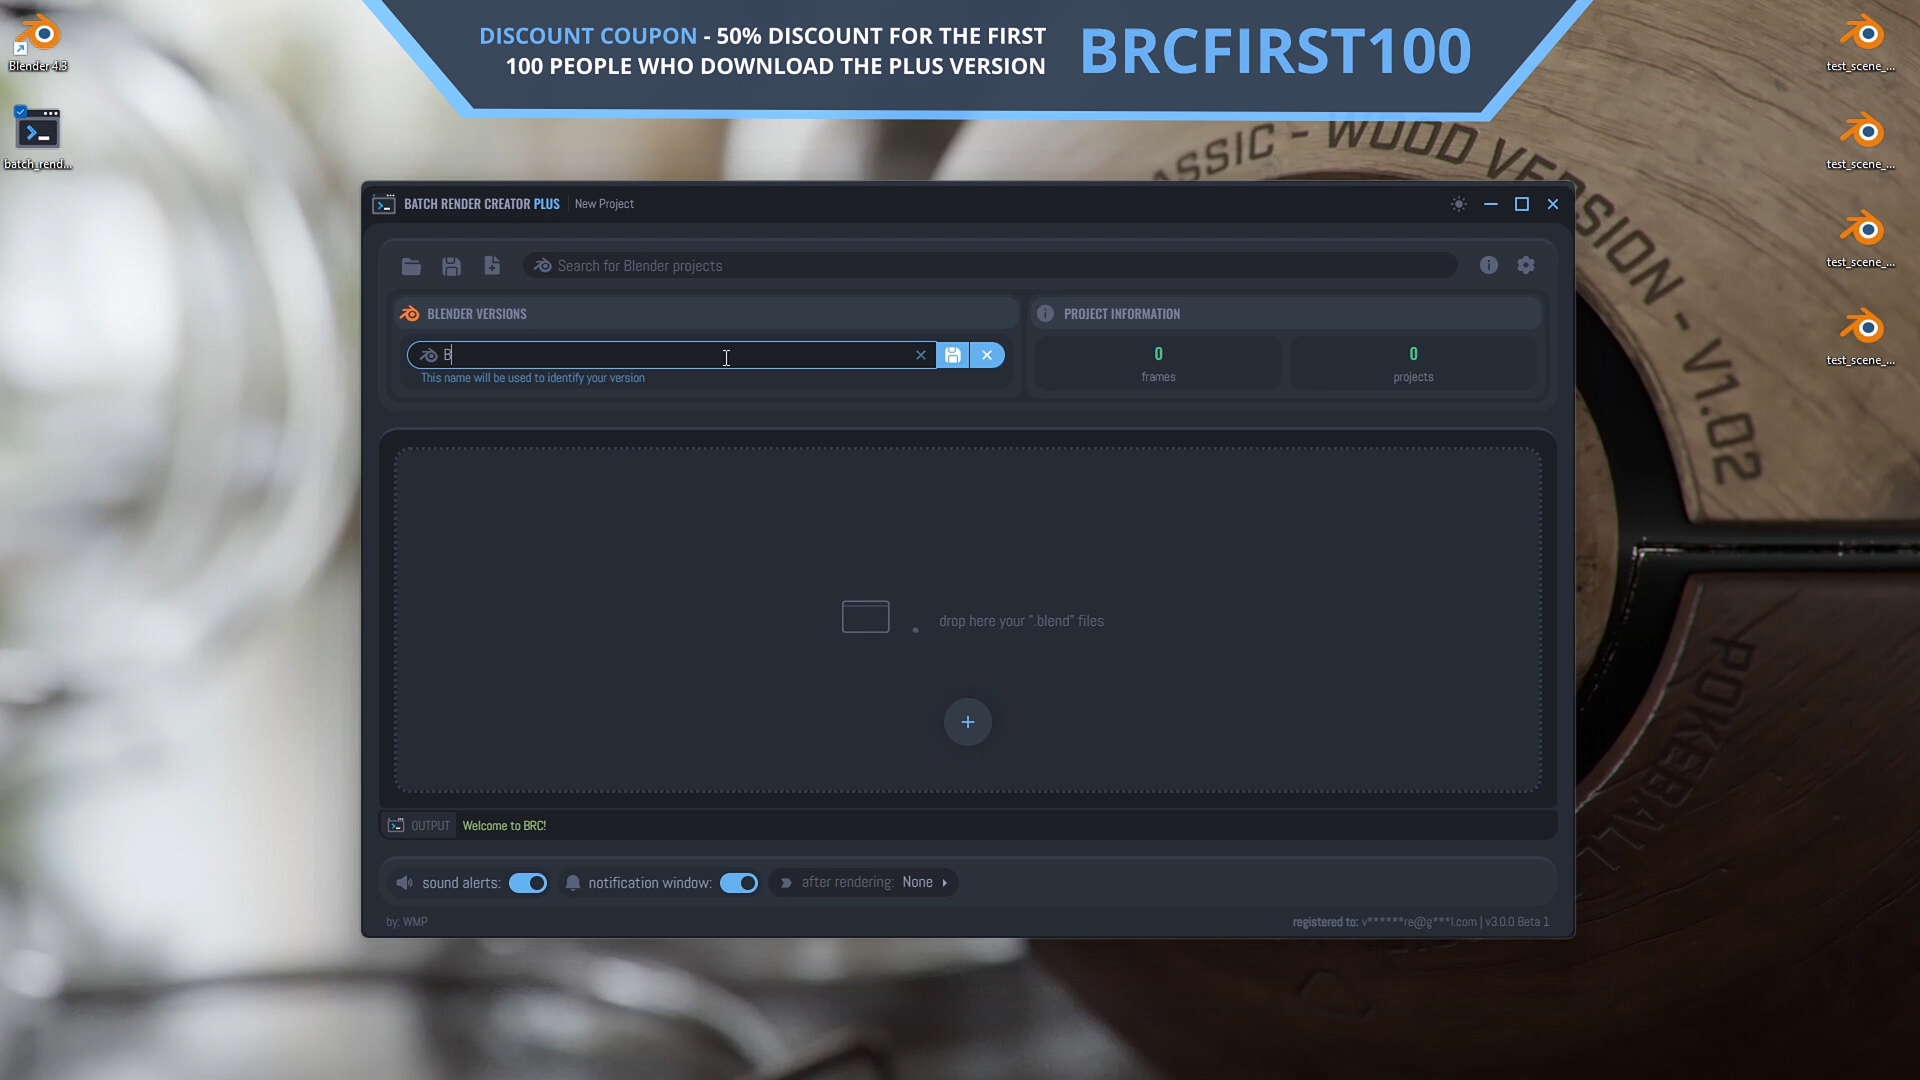 DISCOUNT COUPON - 50% DISCOUNT FOR THE FIRST
100 PEOPLE WHO DOWNLOAD THE PLUS VERSION
BRCFIRST100
Blender 4.3
batch_rend...
test_scene_...
test_scene_...
test_scene_...
test_scene_...
ASSIC - WOOD VERSION - V1.02
POKEBALL
BATCH RENDER CREATOR PLUS
New Project
Search for Blender projects
BLENDER VERSIONS
B
This name will be used to identify your version
PROJECT INFORMATION
0
frames
0
projects
drop here your ".blend" files
OUTPUT
Welcome to BRC!
sound alerts:
notification window:
after rendering: None
by: WMP
registered to: v******re@g***l.com | v3.0.0 Beta 1